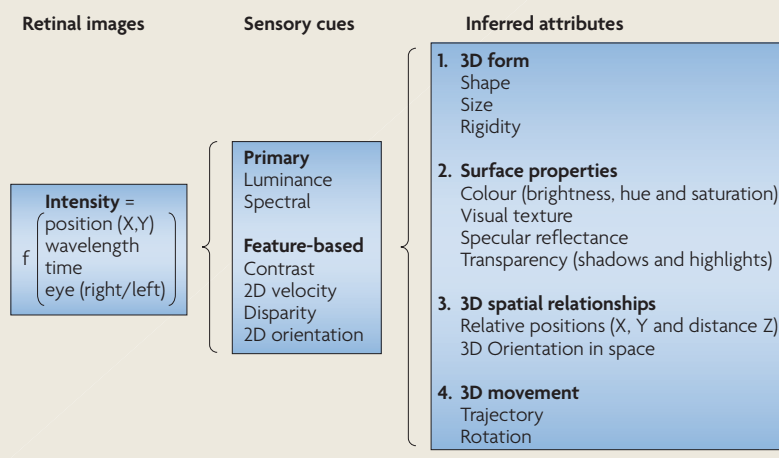 Retinal images
Sensory cues
Inferred attributes
Intensity =
f
position (X,Y)
wavelength
time
eye (right/left)
Primary
Luminance
Spectral
Feature-based
Contrast
2D velocity
Disparity
2D orientation
1. 3D form
Shape
Size
Rigidity
2. Surface properties
Colour (brightness, hue and saturation)
Visual texture
Specular reflectance
Transparency (shadows and highlights)
3. 3D spatial relationships
Relative positions (X, Y and distance Z)
3D Orientation in space
4. 3D movement
Trajectory
Rotation